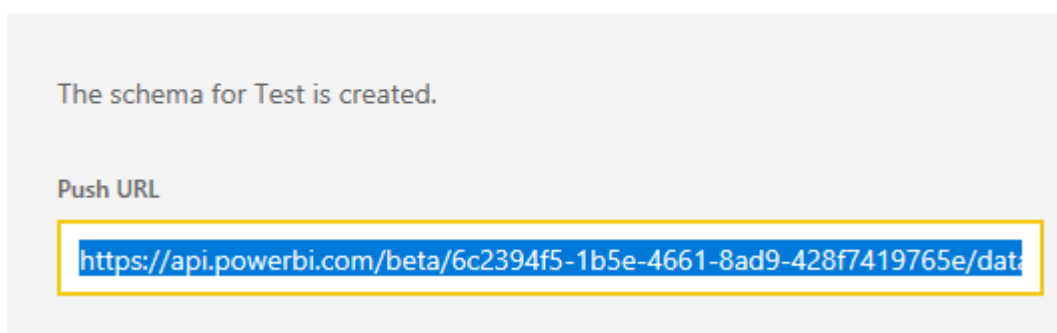 The schema for Test is created.
Push URL
https://api.powerbi.com/beta/6c2394f5-1b5e-4661-8ad9-428f7419765e/data